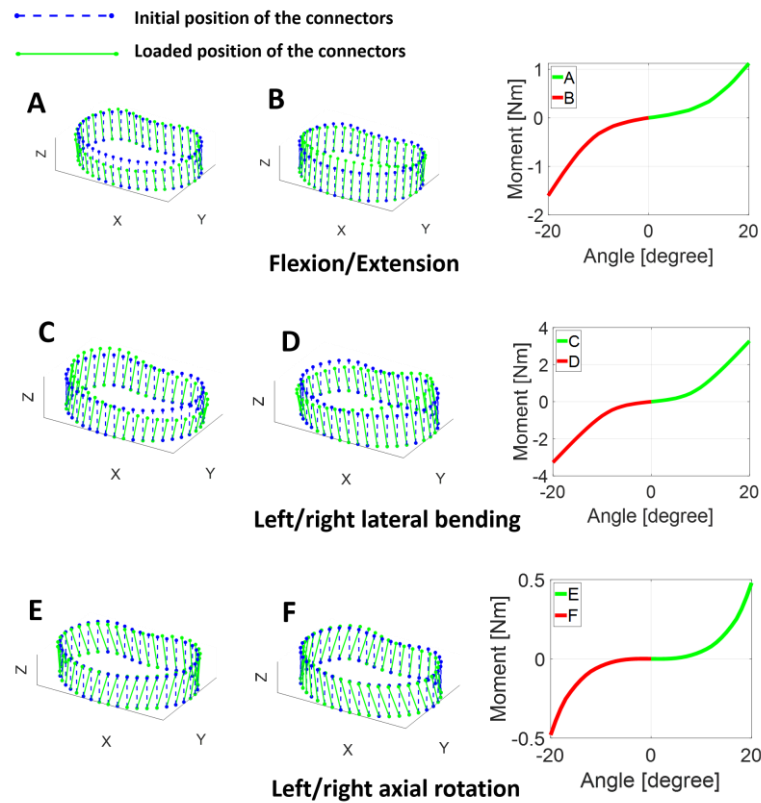 Initial position of the connectors
Loaded position of the connectors
A
B
Z
X
Y
Z
X
Y
A
B
Moment [Nm]
1
0
-1
-2
-20
0
20
Angle [degree]
Flexion/Extension
C
D
Z
X
Y
Z
X
Y
C
D
Moment [Nm]
4
2
0
-2
-4
-20
0
20
Angle [degree]
Left/right lateral bending
E
F
Z
X
Y
Z
X
Y
E
F
Moment [Nm]
0.5
0
-0.5
-20
0
20
Angle [degree]
Left/right axial rotation